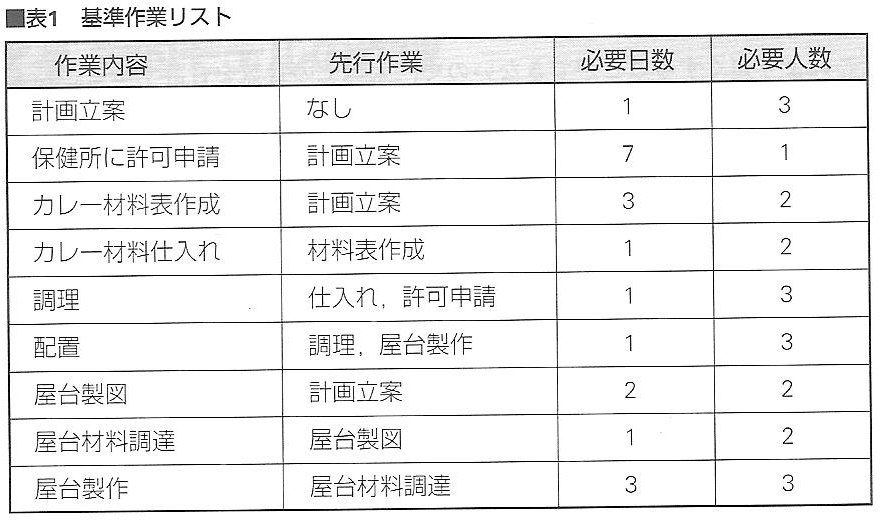 ■表1 基準作業リスト
作業内容 先行作業 必要日数 必要人数
計画立案 なし 1 3
保健所に許可申請 計画立案 7 1
カレー材料表作成 計画立案 3 2
カレー材料仕入れ 材料表作成 1 2
調理 仕入れ，許可申請 1 3
配置 調理，屋台製作 1 3
屋台製図 計画立案 2 2
屋台材料調達 屋台製図 1 2
屋台製作 屋台材料調達 3 3